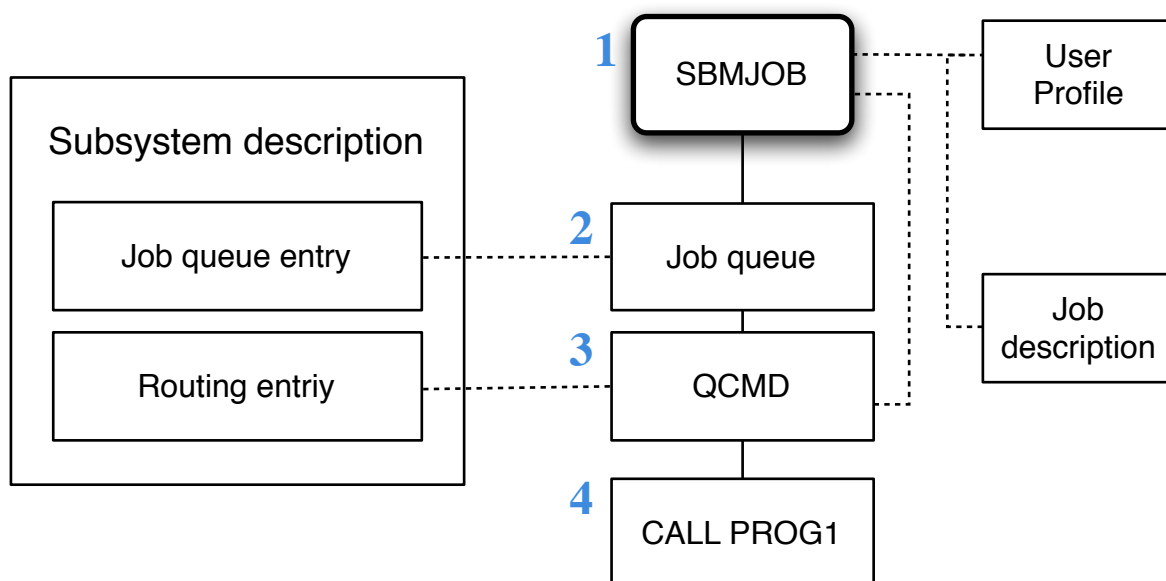 1
SBMJOB
User
Profile
Subsystem description
2
Job queue entry
Job queue
3
Job
description
Routing entriy
QCMD
4
CALL PROG1